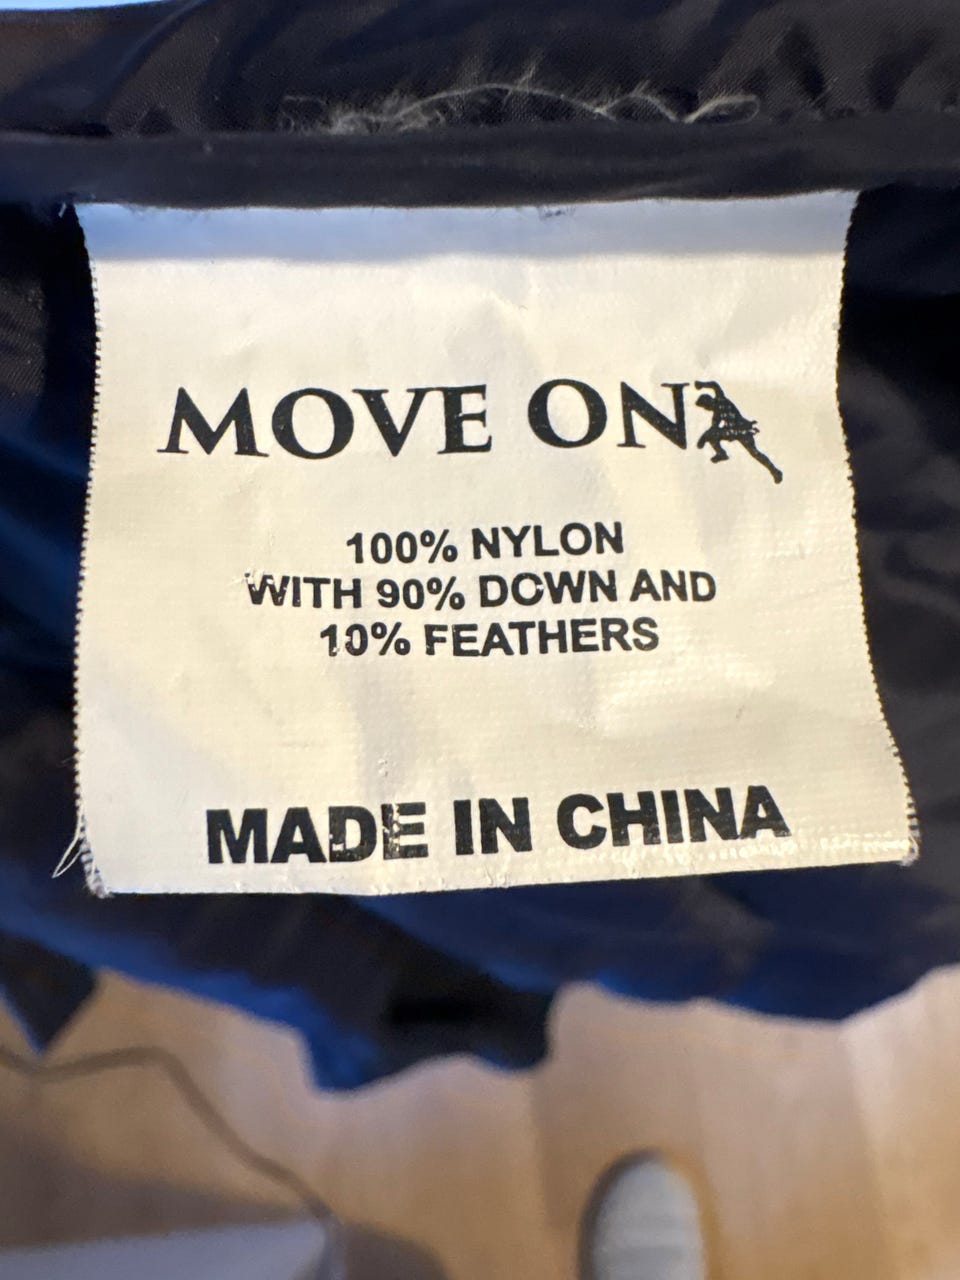 MOVE ON
100% NYLON
WITH 90% DOWN AND
10% FEATHERS
MADE IN CHINA